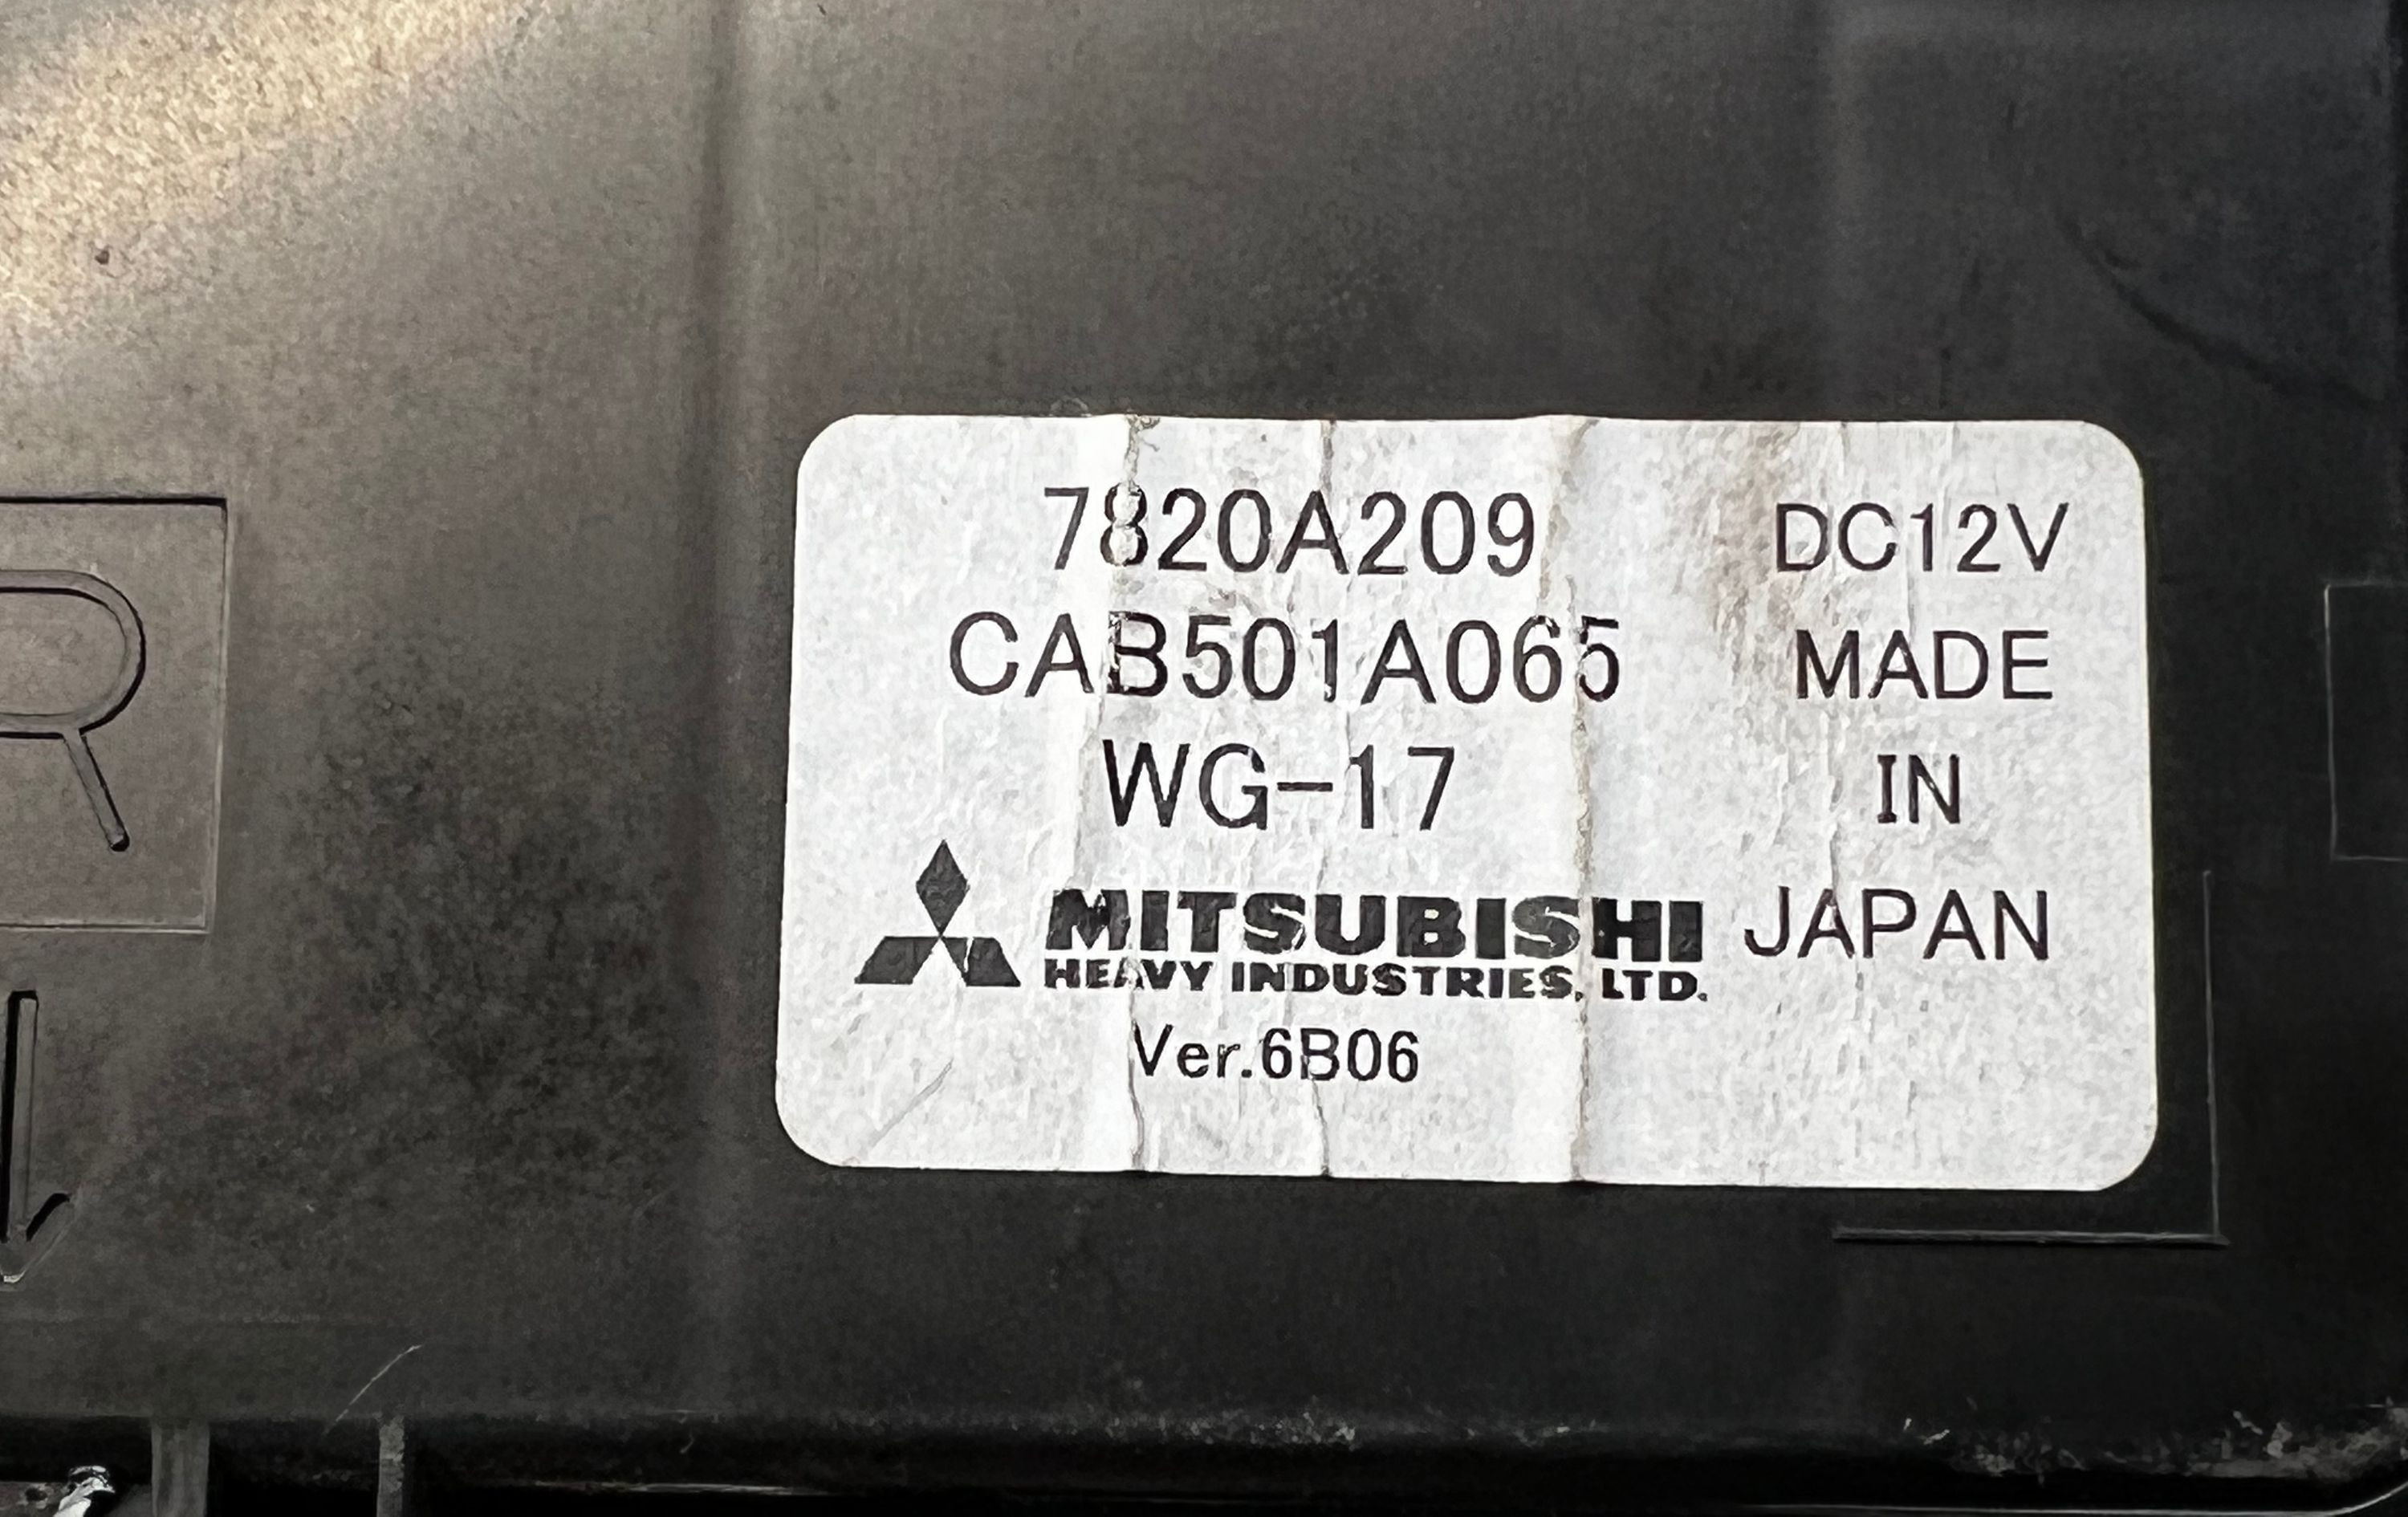 7820A209
DC12V
CAB501A065
MADE
WG-17
IN
MITSUBISHI
JAPAN
HEAVY INDUSTRIES, LTD.
Ver.6B06
R